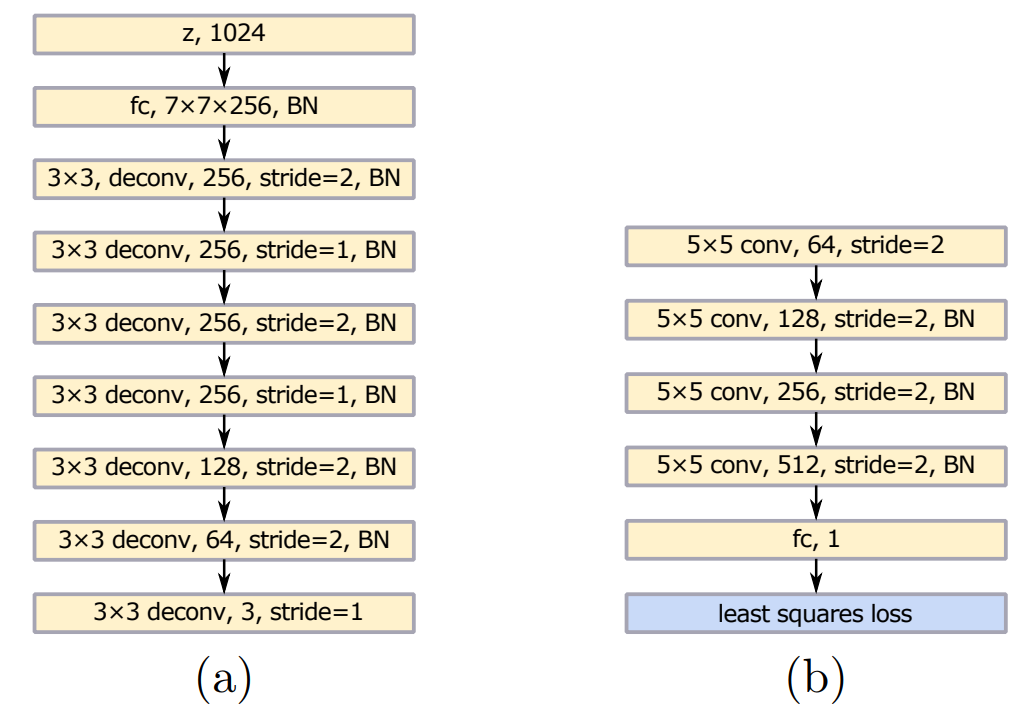 z, 1024
fc, 7×7×256, BN
3×3, deconv, 256, stride=2, BN
3×3 deconv, 256, stride=1, BN
3×3 deconv, 256, stride=2, BN
3×3 deconv, 256, stride=1, BN
3×3 deconv, 128, stride=2, BN
3×3 deconv, 64, stride=2, BN
3×3 deconv, 3, stride=1
(a)
5×5 conv, 64, stride=2
5×5 conv, 128, stride=2, BN
5×5 conv, 256, stride=2, BN
5×5 conv, 512, stride=2, BN
fc, 1
least squares loss
(b)